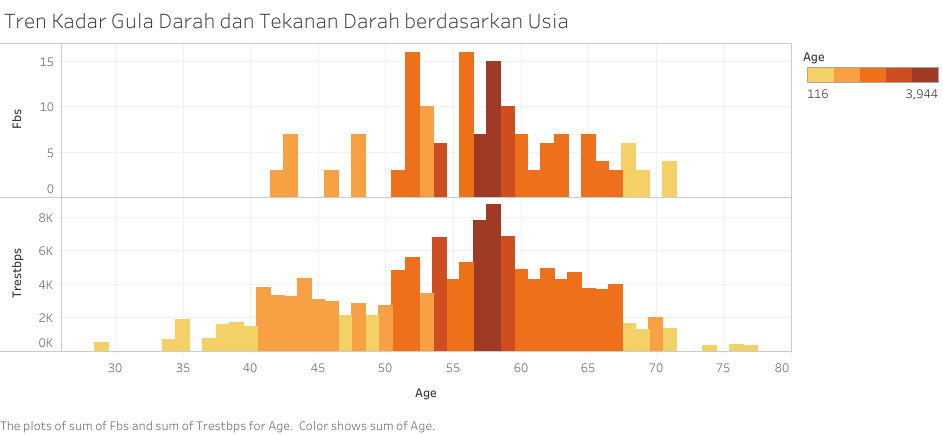 Tren Kadar Gula Darah dan Tekanan Darah berdasarkan Usia
Age
116 3,944
Fbs
15
10
5
0
Trestbps
8K
6K
4K
2K
0K
30 35 40 45 50 55 60 65 70 75 80
Age
The plots of sum of Fbs and sum of Trestbps for Age. Color shows sum of Age.